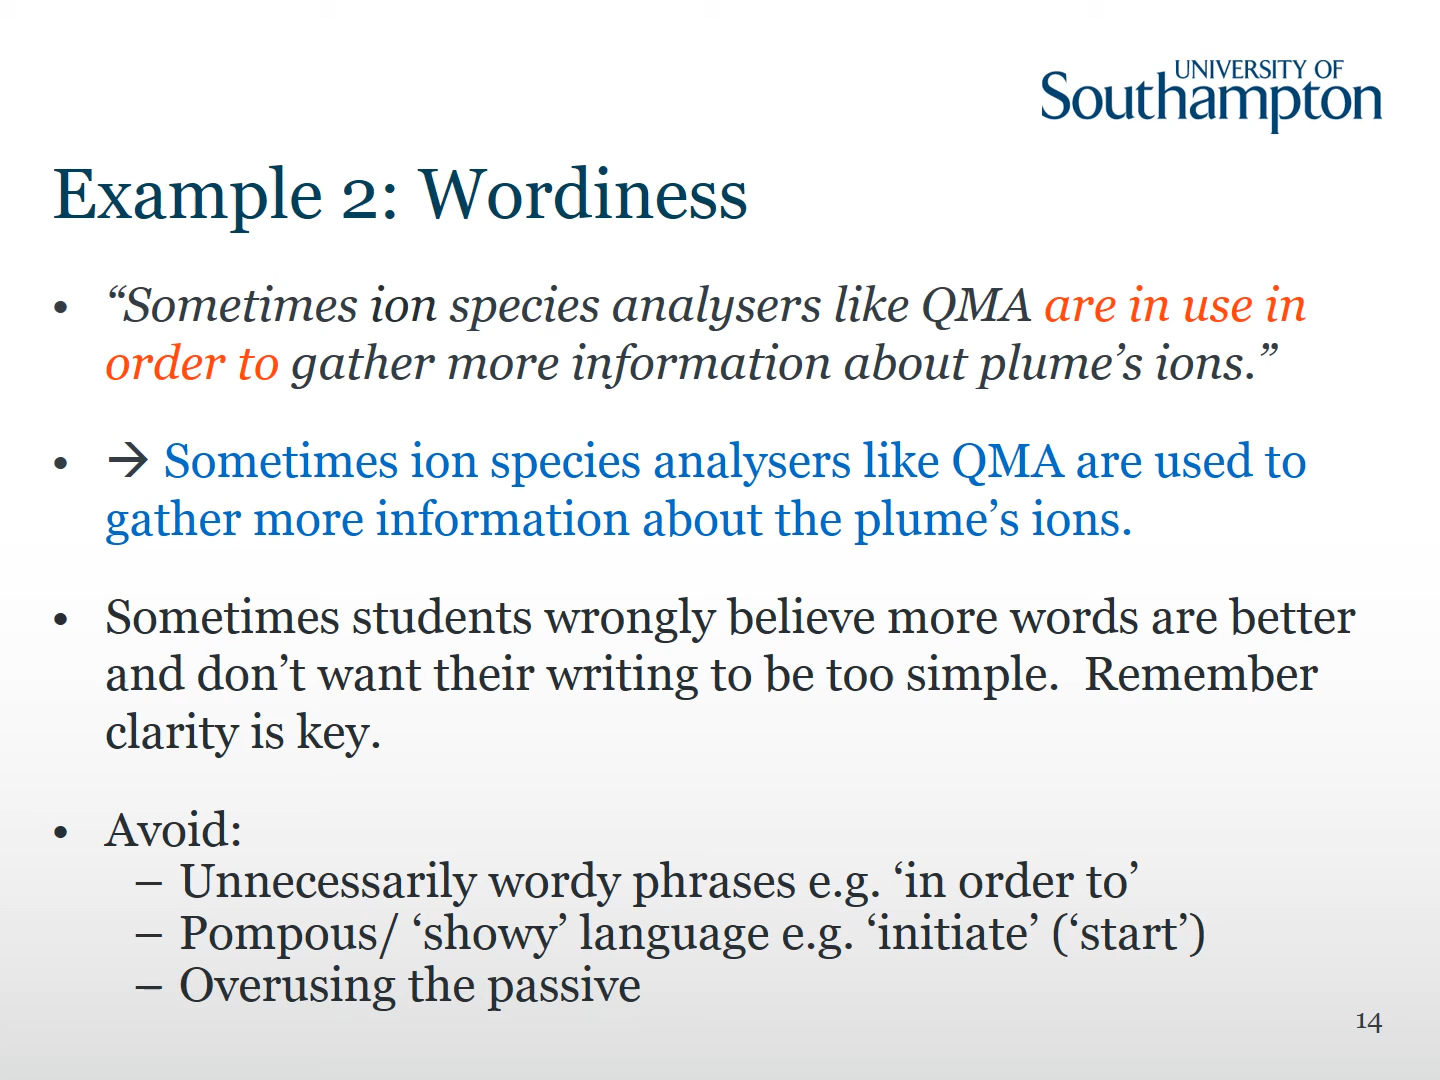 UNIVERSITY OF
Southampton
Example 2: Wordiness
• “Sometimes ion species analysers like QMA are in use in
order to gather more information about plume’s ions.”
• → Sometimes ion species analysers like QMA are used to
gather more information about the plume’s ions.
• Sometimes students wrongly believe more words are better
and don’t want their writing to be too simple.  Remember
clarity is key.
• Avoid:
– Unnecessarily wordy phrases e.g. ‘in order to’
– Pompous/ ‘showy’ language e.g. ‘initiate’ (‘start’)
– Overusing the passive
14